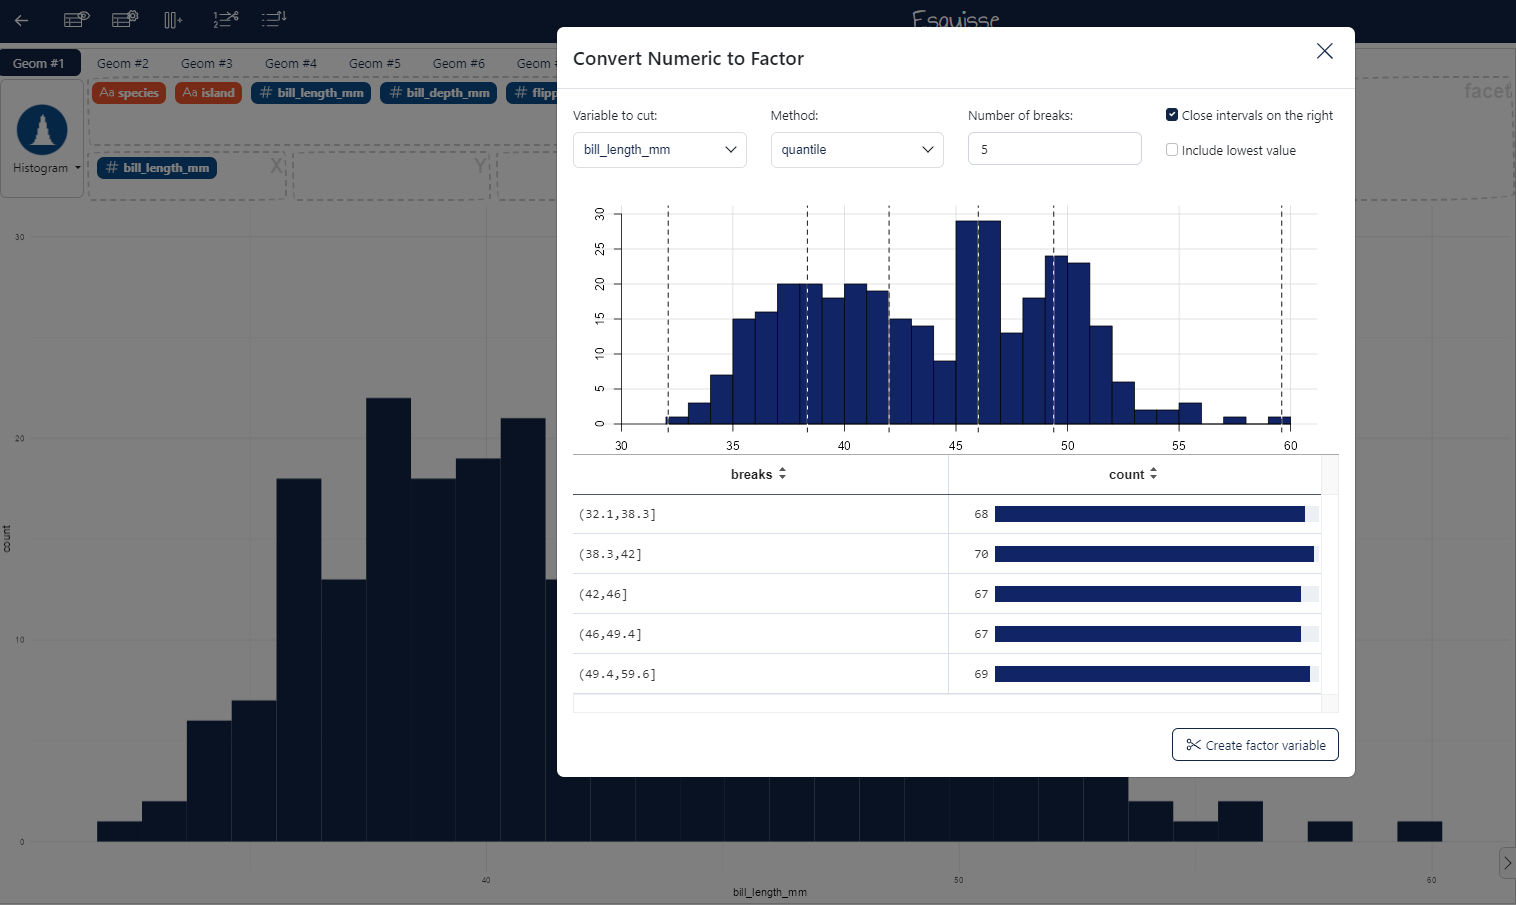 Esquisse
Geom #1 Geom #2 Geom #3 Geom #4 Geom #5 Geom #6 Geom
Aa species Aa island # bill_length_mm # bill_depth_mm # flipp
facet
Histogram
# bill_length_mm X Y
30
20
10
0
count
40 50 60
bill_length_mm
Convert Numeric to Factor
Variable to cut: Method: Number of breaks:
bill_length_mm quantile 5
Close intervals on the right
Include lowest value
30
25
20
15
10
5
0
30 35 40 45 50 55 60
breaks count
(32.1,38.3] 68
(38.3,42] 70
(42,46] 67
(46,49.4] 67
(49.4,59.6] 69
Create factor variable